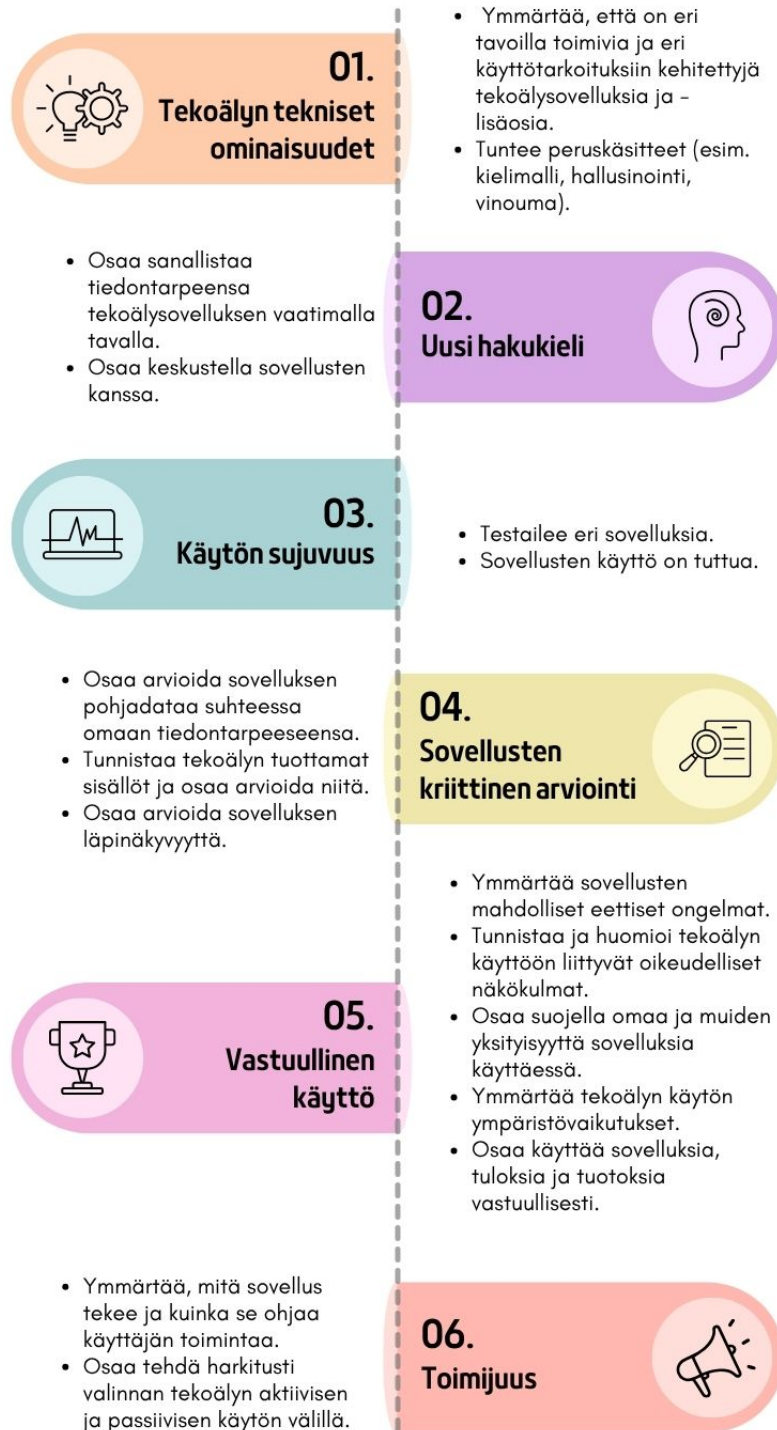 01.
Tekoälyn tekniset
ominaisuudet
• Ymmärtää, että on eri
tavoilla toimivia ja eri
käyttötarkoituksiin kehitettyjä
tekoälysovelluksia ja -
lisäosia.
• Tuntee peruskäsitteet (esim.
kielimalli, hallusinointi,
vinouma).
02.
Uusi hakukieli
• Osaa sanallistaa
tiedontarpeensa
tekoälysovelluksen vaatimalla
tavalla.
• Osaa keskustella sovellusten
kanssa.
03.
Käytön sujuvuus
• Testailee eri sovelluksia.
• Sovellusten käyttö on tuttua.
04.
Sovellusten
kriittinen arviointi
• Osaa arvioida sovelluksen
pohjadataa suhteessa
omaan tiedontarpeeseensa.
• Tunnistaa tekoälyn tuottamat
sisällöt ja osaa arvioida niitä.
• Osaa arvioida sovelluksen
läpinäkyvyyttä.
05.
Vastuullinen
käyttö
• Ymmärtää sovellusten
mahdolliset eettiset ongelmat.
• Tunnistaa ja huomioi tekoälyn
käyttöön liittyvät oikeudelliset
näkökulmat.
• Osaa suojella omaa ja muiden
yksityisyyttä sovelluksia
käyttäessä.
• Ymmärtää tekoälyn käytön
ympäristövaikutukset.
• Osaa käyttää sovelluksia,
tuloksia ja tuotoksia
vastuullisesti.
06.
Toimijuus
• Ymmärtää, mitä sovellus
tekee ja kuinka se ohjaa
käyttäjän toimintaa.
• Osaa tehdä harkitusti
valinnan tekoälyn aktiivisen
ja passiivisen käytön välillä.